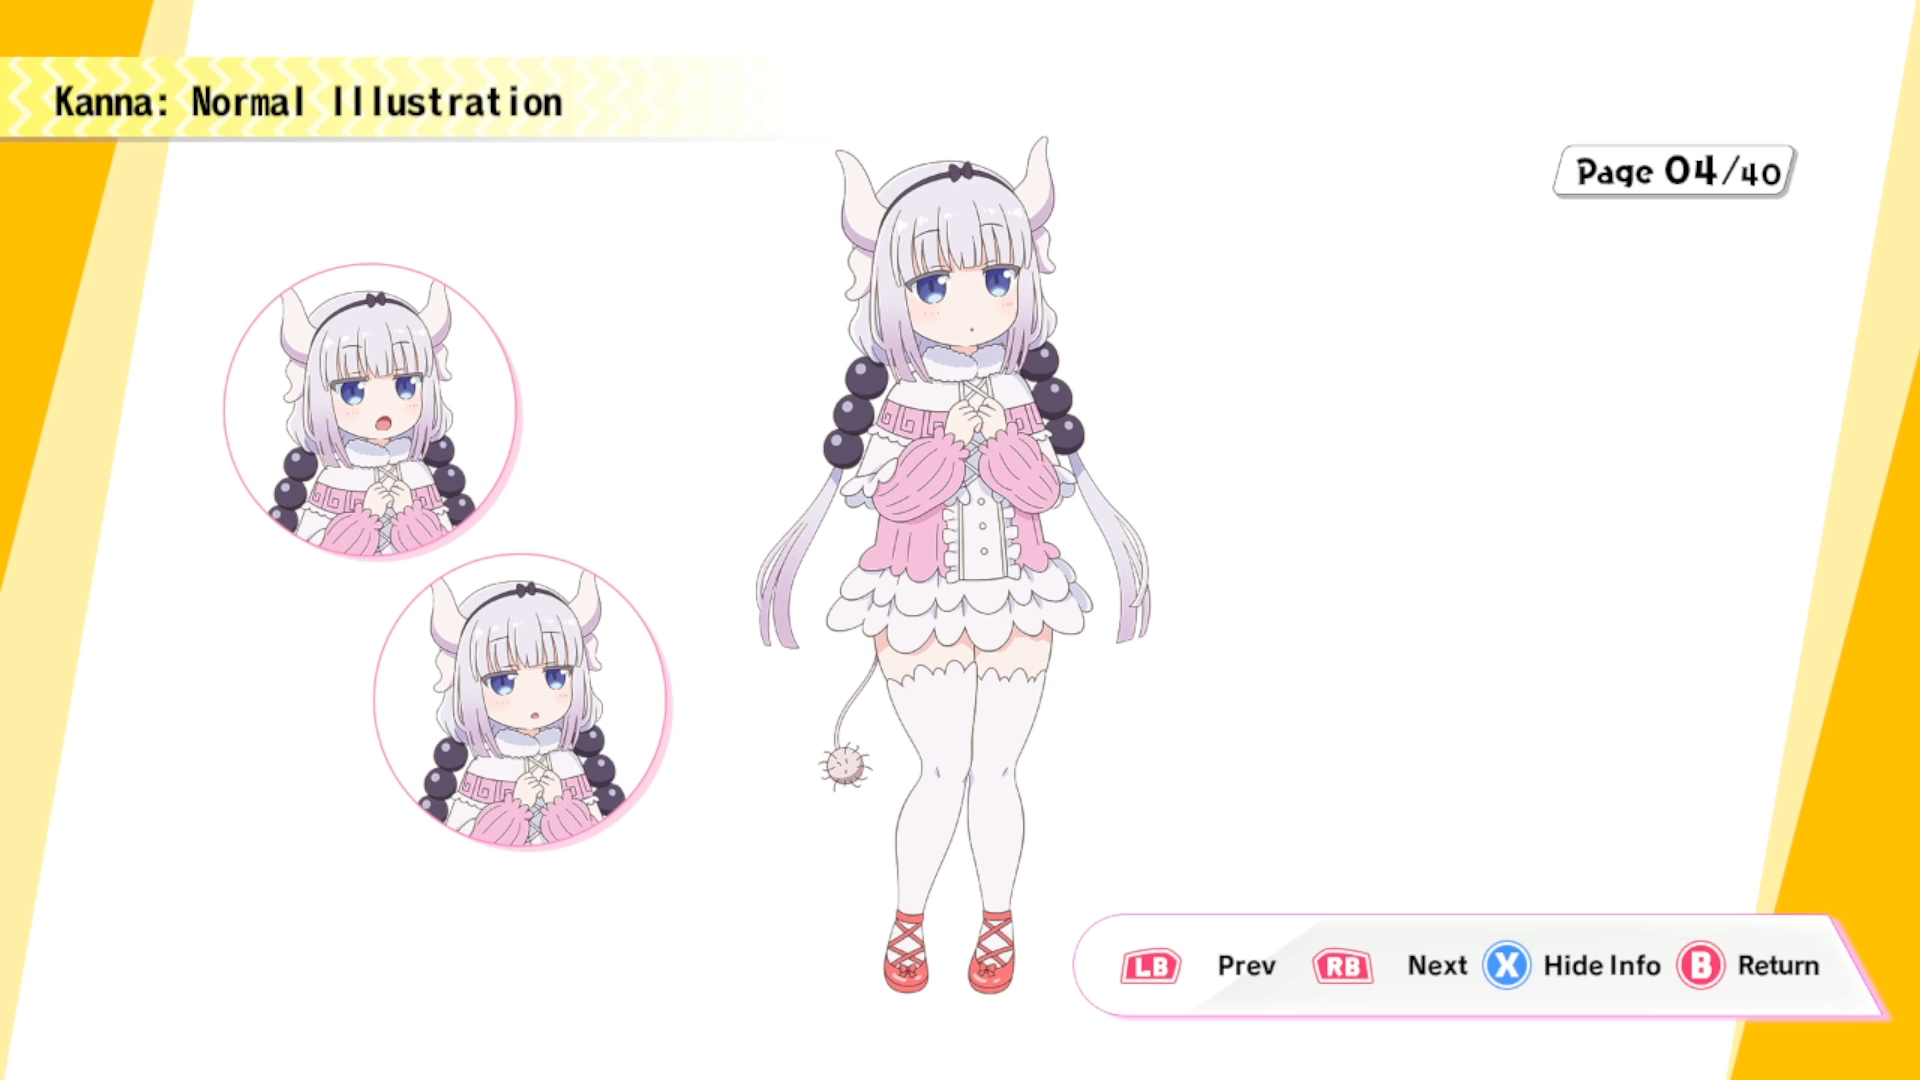 Kanna: Normal Illustration
Page 04/40
LB Prev RB Next X Hide Info B Return